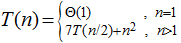 T(n) = { Θ(1) , n=1
7T(n/2)+n² , n>1